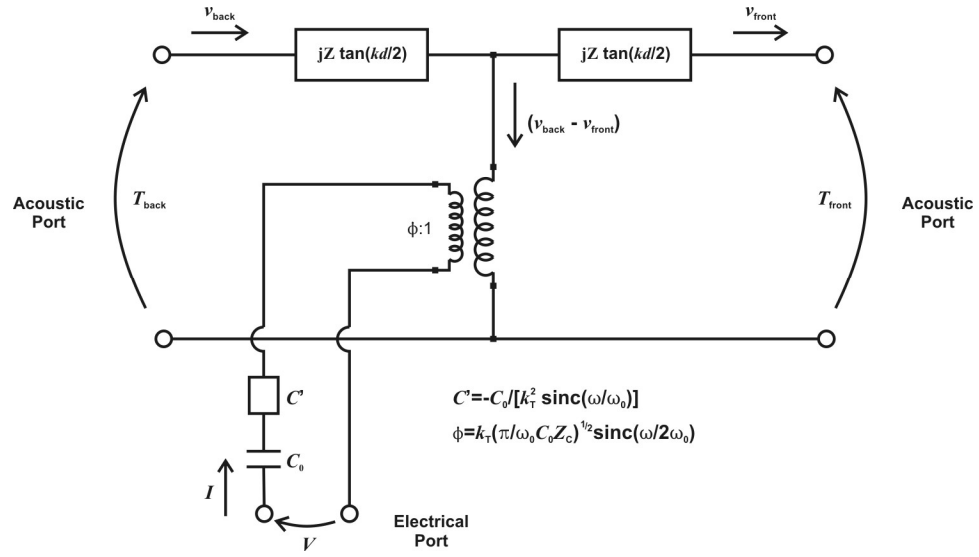 v_back
v_front
jZ tan(kd/2)
jZ tan(kd/2)
(v_back - v_front)
Acoustic
Port
T_back
ϕ:1
T_front
Acoustic
Port
C'
C'=-C_0/[k_T^2 sinc(ω/ω_0)]
ϕ=k_T(π/ω_0C_0Z_C)^1/2sinc(ω/2ω_0)
C_0
I
V
Electrical
Port